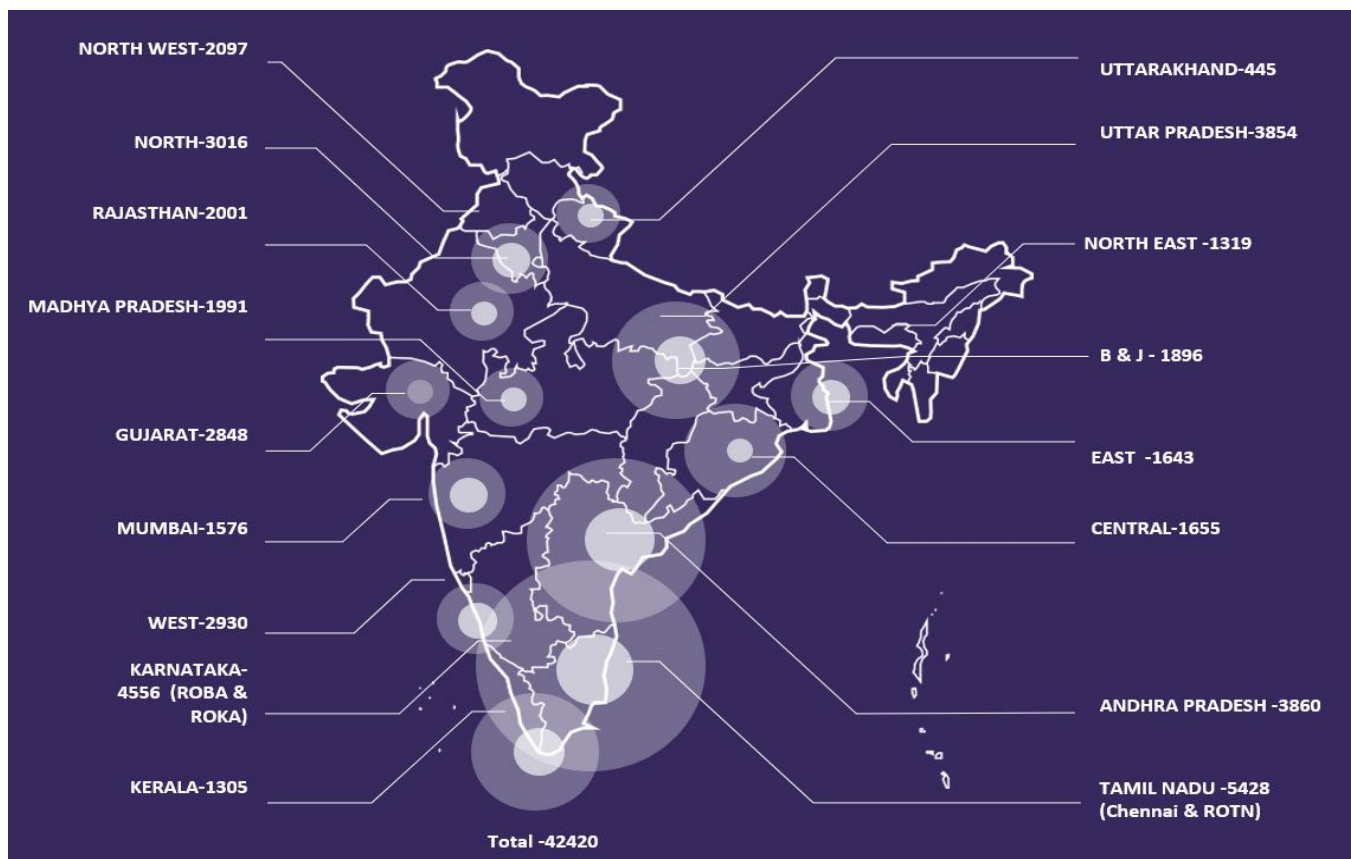 NORTH WEST-2097
NORTH-3016
RAJASTHAN-2001
MADHYA PRADESH-1991
GUJARAT-2848
MUMBAI-1576
WEST-2930
KARNATAKA-
4556 (ROBA &
ROKA)
KERALA-1305
UTTARAKHAND-445
UTTAR PRADESH-3854
NORTH EAST -1319
B & J - 1896
EAST -1643
CENTRAL-1655
ANDHRA PRADESH -3860
TAMIL NADU -5428
(Chennai & ROTN)
Total -42420